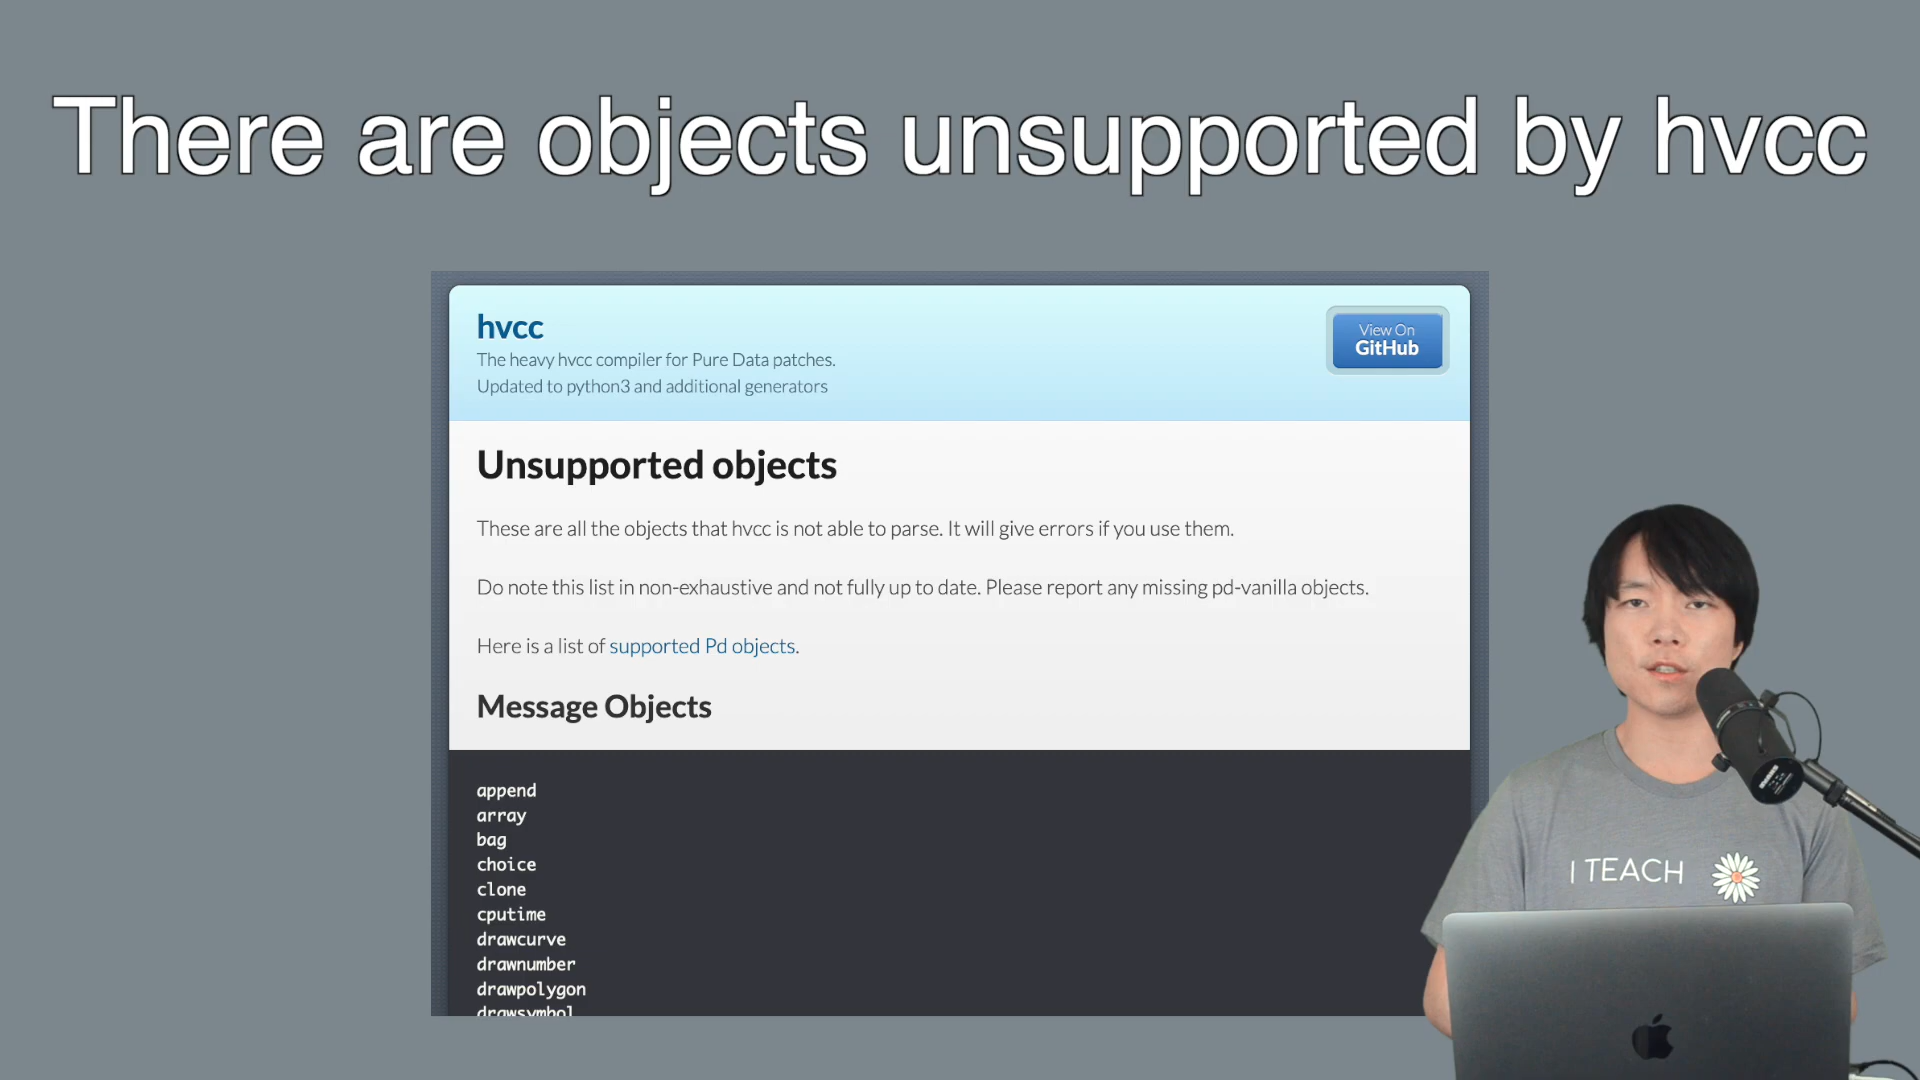 There are objects unsupported by hvcc
hvcc
The heavy hvcc compiler for Pure Data patches.
Updated to python3 and additional generators
View On
GitHub
Unsupported objects
These are all the objects that hvcc is not able to parse. It will give errors if you use them.
Do note this list in non-exhaustive and not fully up to date. Please report any missing pd-vanilla objects.
Here is a list of supported Pd objects.
Message Objects
append
array
bag
choice
clone
cputime
drawcurve
drawnumber
drawpolygon
drawsymbol
I TEACH